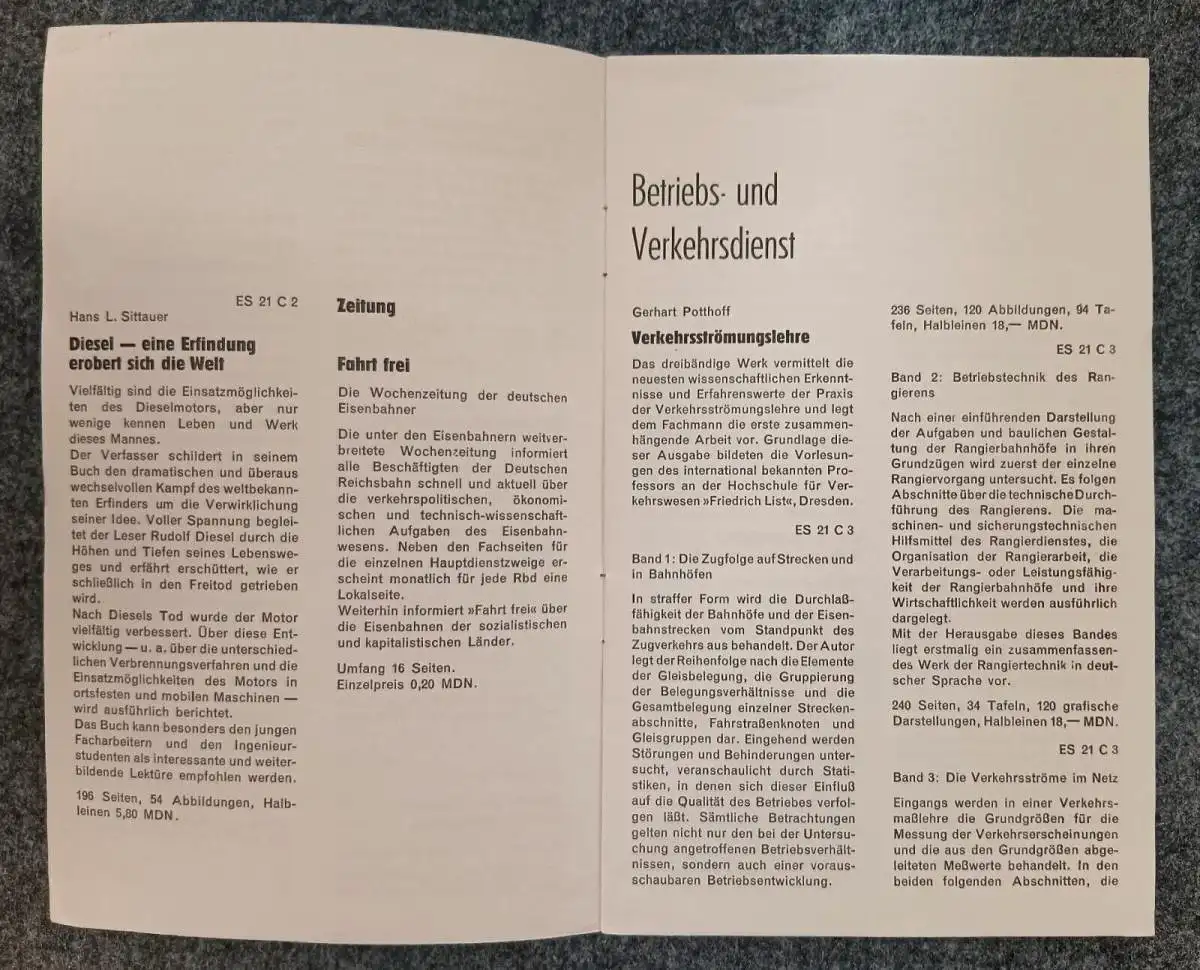 ES 21 C 2
Hans L. Sittauer
Diesel — eine Erfindung
erobert sich die Welt
Vielfältig sind die Einsatzmöglichkei-
ten des Dieselmotors, aber nur
wenige kennen Leben und Werk
dieses Mannes.
Der Verfasser schildert in seinem
Buch den dramatischen und überaus
wechselvollen Kampf des weltbekann-
ten Erfinders um die Verwirklichung
seiner Idee. Voller Spannung beglei-
tet der Leser Rudolf Diesel durch die
Höhen und Tiefen seines Lebenswe-
ges und erfährt erschüttert, wie er
schließlich in den Freitod getrieben
wird.
Nach Diesels Tod wurde der Motor
vielfältig verbessert. Über diese Ent-
wicklung — u. a. über die unterschied-
lichen Verbrennungsverfahren und die
Einsatzmöglichkeiten des Motors in
ortsfesten und mobilen Maschinen —
wird ausführlich berichtet.
Das Buch kann besonders den jungen
Facharbeitern und den Ingenieur-
studenten als interessante und weiter-
bildende Lektüre empfohlen werden.
196 Seiten, 54 Abbildungen, Halb-
leinen 5,80 MDN.
Zeitung
Fahrt frei
Die Wochenzeitung der deutschen
Eisenbahner
Die unter den Eisenbahnern weitver-
breitete Wochenzeitung informiert
alle Beschäftigten der Deutschen
Reichsbahn schnell und aktuell über
die verkehrspolitischen, ökonomi-
schen und technisch-wissenschaft-
lichen Aufgaben des Eisenbahn-
wesens. Neben den Fachseiten für
die einzelnen Hauptdienstzweige er-
scheint monatlich für jede Rbd eine
Lokalseite.
Weiterhin informiert »Fahrt frei« über
die Eisenbahnen der sozialistischen
und kapitalistischen Länder.
Umfang 16 Seiten.
Einzelpreis 0,20 MDN.
Betriebs- und
Verkehrsdienst
Gerhart Potthoff
Verkehrsströmungslehre
Das dreibändige Werk vermittelt die
neuesten wissenschaftlichen Erkennt-
nisse und Erfahrenswerte der Praxis
der Verkehrsströmungslehre und legt
dem Fachmann die erste zusammen-
hängende Arbeit vor. Grundlage die-
ser Ausgabe bildeten die Vorlesun-
gen des international bekannten Pro-
fessors an der Hochschule für Ver-
kehrswesen »Friedrich List«, Dresden.
ES 21 C 3
Band 1: Die Zugfolge auf Strecken und
in Bahnhöfen
In straffer Form wird die Durchlaß-
fähigkeit der Bahnhöfe und der Eisen-
bahnstrecken vom Standpunkt des
Zugverkehrs aus behandelt. Der Autor
legt der Reihenfolge nach die Elemente
der Gleisbelegung, die Gruppierung
der Belegungsverhältnisse und die
Gesamtbelegung einzelner Strecken-
abschnitte, Fahrstraßenknoten und
Gleisgruppen dar. Eingehend werden
Störungen und Behinderungen unter-
sucht, veranschaulicht durch Stati-
stiken, in denen sich dieser Einfluß
auf die Qualität des Betriebes verfol-
gen läßt. Sämtliche Betrachtungen
gelten nicht nur den bei der Untersu-
chung angetroffenen Betriebsverhält-
nissen, sondern auch einer voraus-
schaubaren Betriebsentwicklung.
236 Seiten, 120 Abbildungen, 94 Ta-
feln, Halbleinen 18,— MDN.
ES 21 C 3
Band 2: Betriebstechnik des Ran-
gierens
Nach einer einführenden Darstellung
der Aufgaben und baulichen Gestal-
tung der Rangierbahnhöfe in ihren
Grundzügen wird zuerst der einzelne
Rangiervorgang untersucht. Es folgen
Abschnitte über die technische Durch-
führung des Rangierens. Die ma-
schinen- und sicherungstechnischen
Hilfsmittel des Rangierdienstes, die
Organisation der Rangierarbeit, die
Verarbeitungs- oder Leistungsfähig-
keit der Rangierbahnhöfe und ihre
Wirtschaftlichkeit werden ausführlich
dargelegt.
Mit der Herausgabe dieses Bandes
liegt erstmalig ein zusammenfassen-
des Werk der Rangiertechnik in deut-
scher Sprache vor.
240 Seiten, 34 Tafeln, 120 grafische
Darstellungen, Halbleinen 18,— MDN.
ES 21 C 3
Band 3: Die Verkehrsströme im Netz
Eingangs werden in einer Verkehrs-
maßlehre die Grundgrößen für die
Messung der Verkehrserscheinungen
und die aus den Grundgrößen abge-
leiteten Meßwerte behandelt. In den
beiden folgenden Abschnitten, die